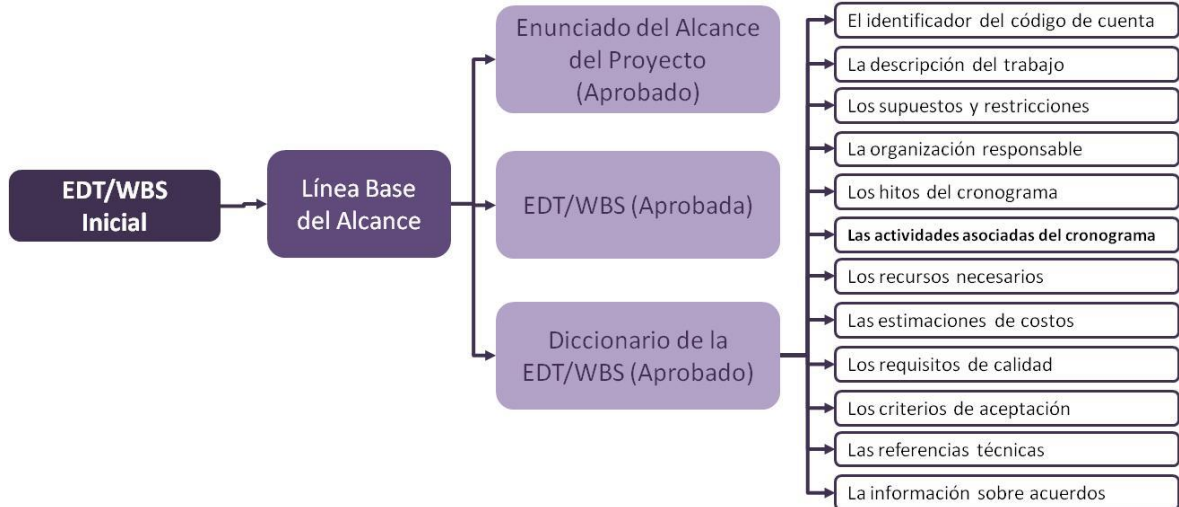 EDT/WBS
Inicial
Línea Base
del Alcance
Enunciado del Alcance
del Proyecto
(Aprobado)
EDT/WBS (Aprobada)
Diccionario de la
EDT/WBS (Aprobado)
El identificador del código de cuenta
La descripción del trabajo
Los supuestos y restricciones
La organización responsable
Los hitos del cronograma
Las actividades asociadas del cronograma
Los recursos necesarios
Las estimaciones de costos
Los requisitos de calidad
Los criterios de aceptación
Las referencias técnicas
La información sobre acuerdos